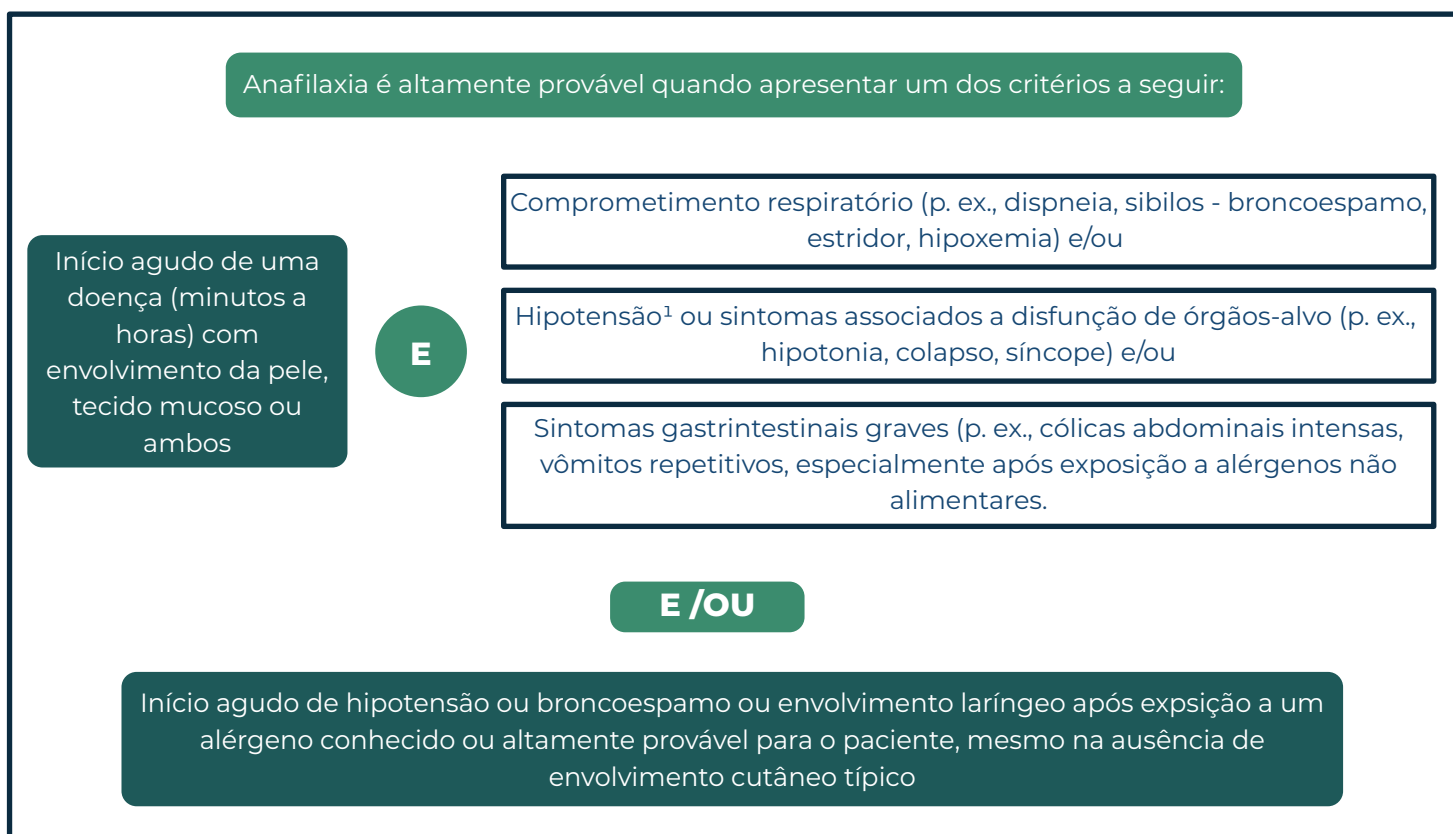 Anafilaxia é altamente provável quando apresentar um dos critérios a seguir:
Início agudo de uma
doença (minutos a
horas) com
envolvimento da pele,
tecido mucoso ou
ambos
E
Comprometimento respiratório (p. ex., dispneia, sibilos - broncoespamo,
estridor, hipoxemia) e/ou
Hipotensão¹ ou sintomas associados a disfunção de órgãos-alvo (p. ex.,
hipotonia, colapso, síncope) e/ou
Sintomas gastrintestinais graves (p. ex., cólicas abdominais intensas,
vômitos repetitivos, especialmente após exposição a alérgenos não
alimentares.
E /OU
Início agudo de hipotensão ou broncoespamo ou envolvimento laríngeo após expsição a um
alérgeno conhecido ou altamente provável para o paciente, mesmo na ausência de
envolvimento cutâneo típico